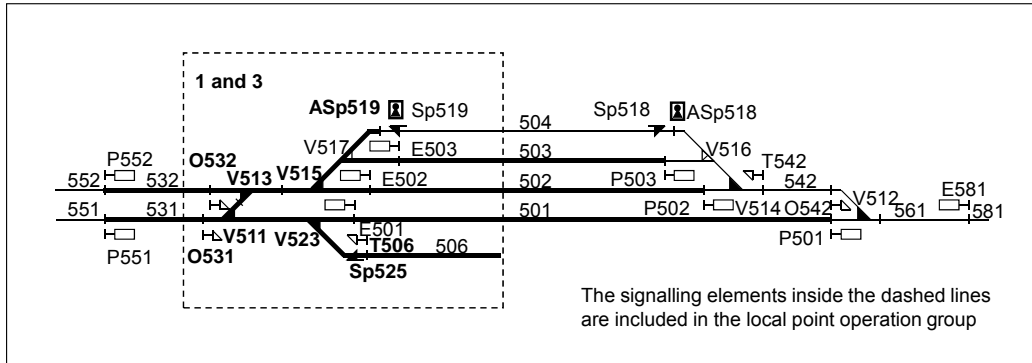 1 and 3
ASp519 Sp519 504 Sp518 ASp518
V517 E503 503 V516
P552 O532 T542
V513 V515 E502 P503
552 532 502 542 E581
V512
551 531 501 P502 V514 O542 561 581
V511 V523 E501 P501
P551 O531 T506 506
Sp525
The signalling elements inside the dashed lines
are included in the local point operation group